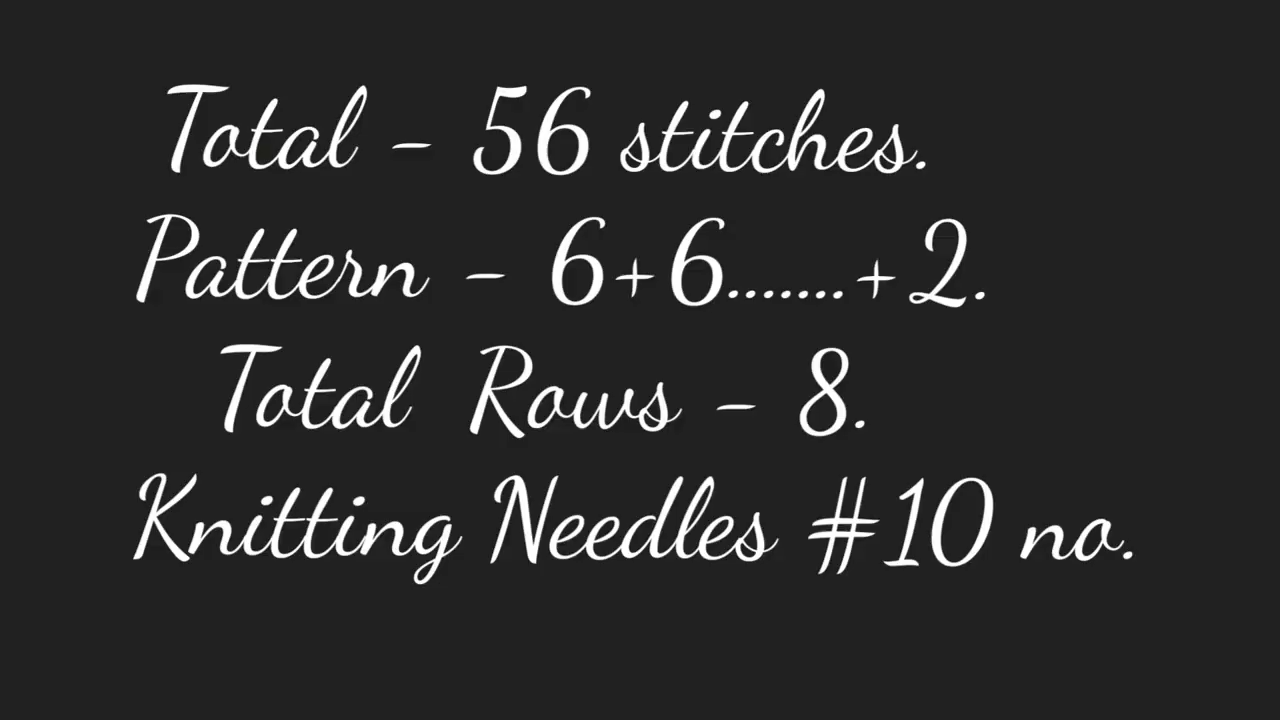 Total - 56 stitches.
Pattern - 6+6.......+2.
Total Rows - 8.
Knitting Needles #10 no.